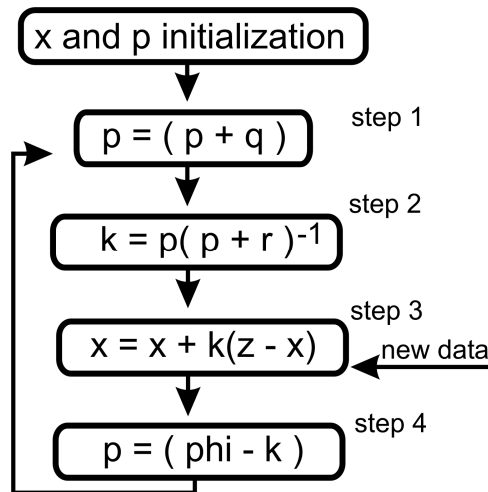 x and p initialization
step 1
p = ( p + q )
step 2
k = p( p + r )-1
step 3
x = x + k(z - x)
new data
step 4
p = ( phi - k )